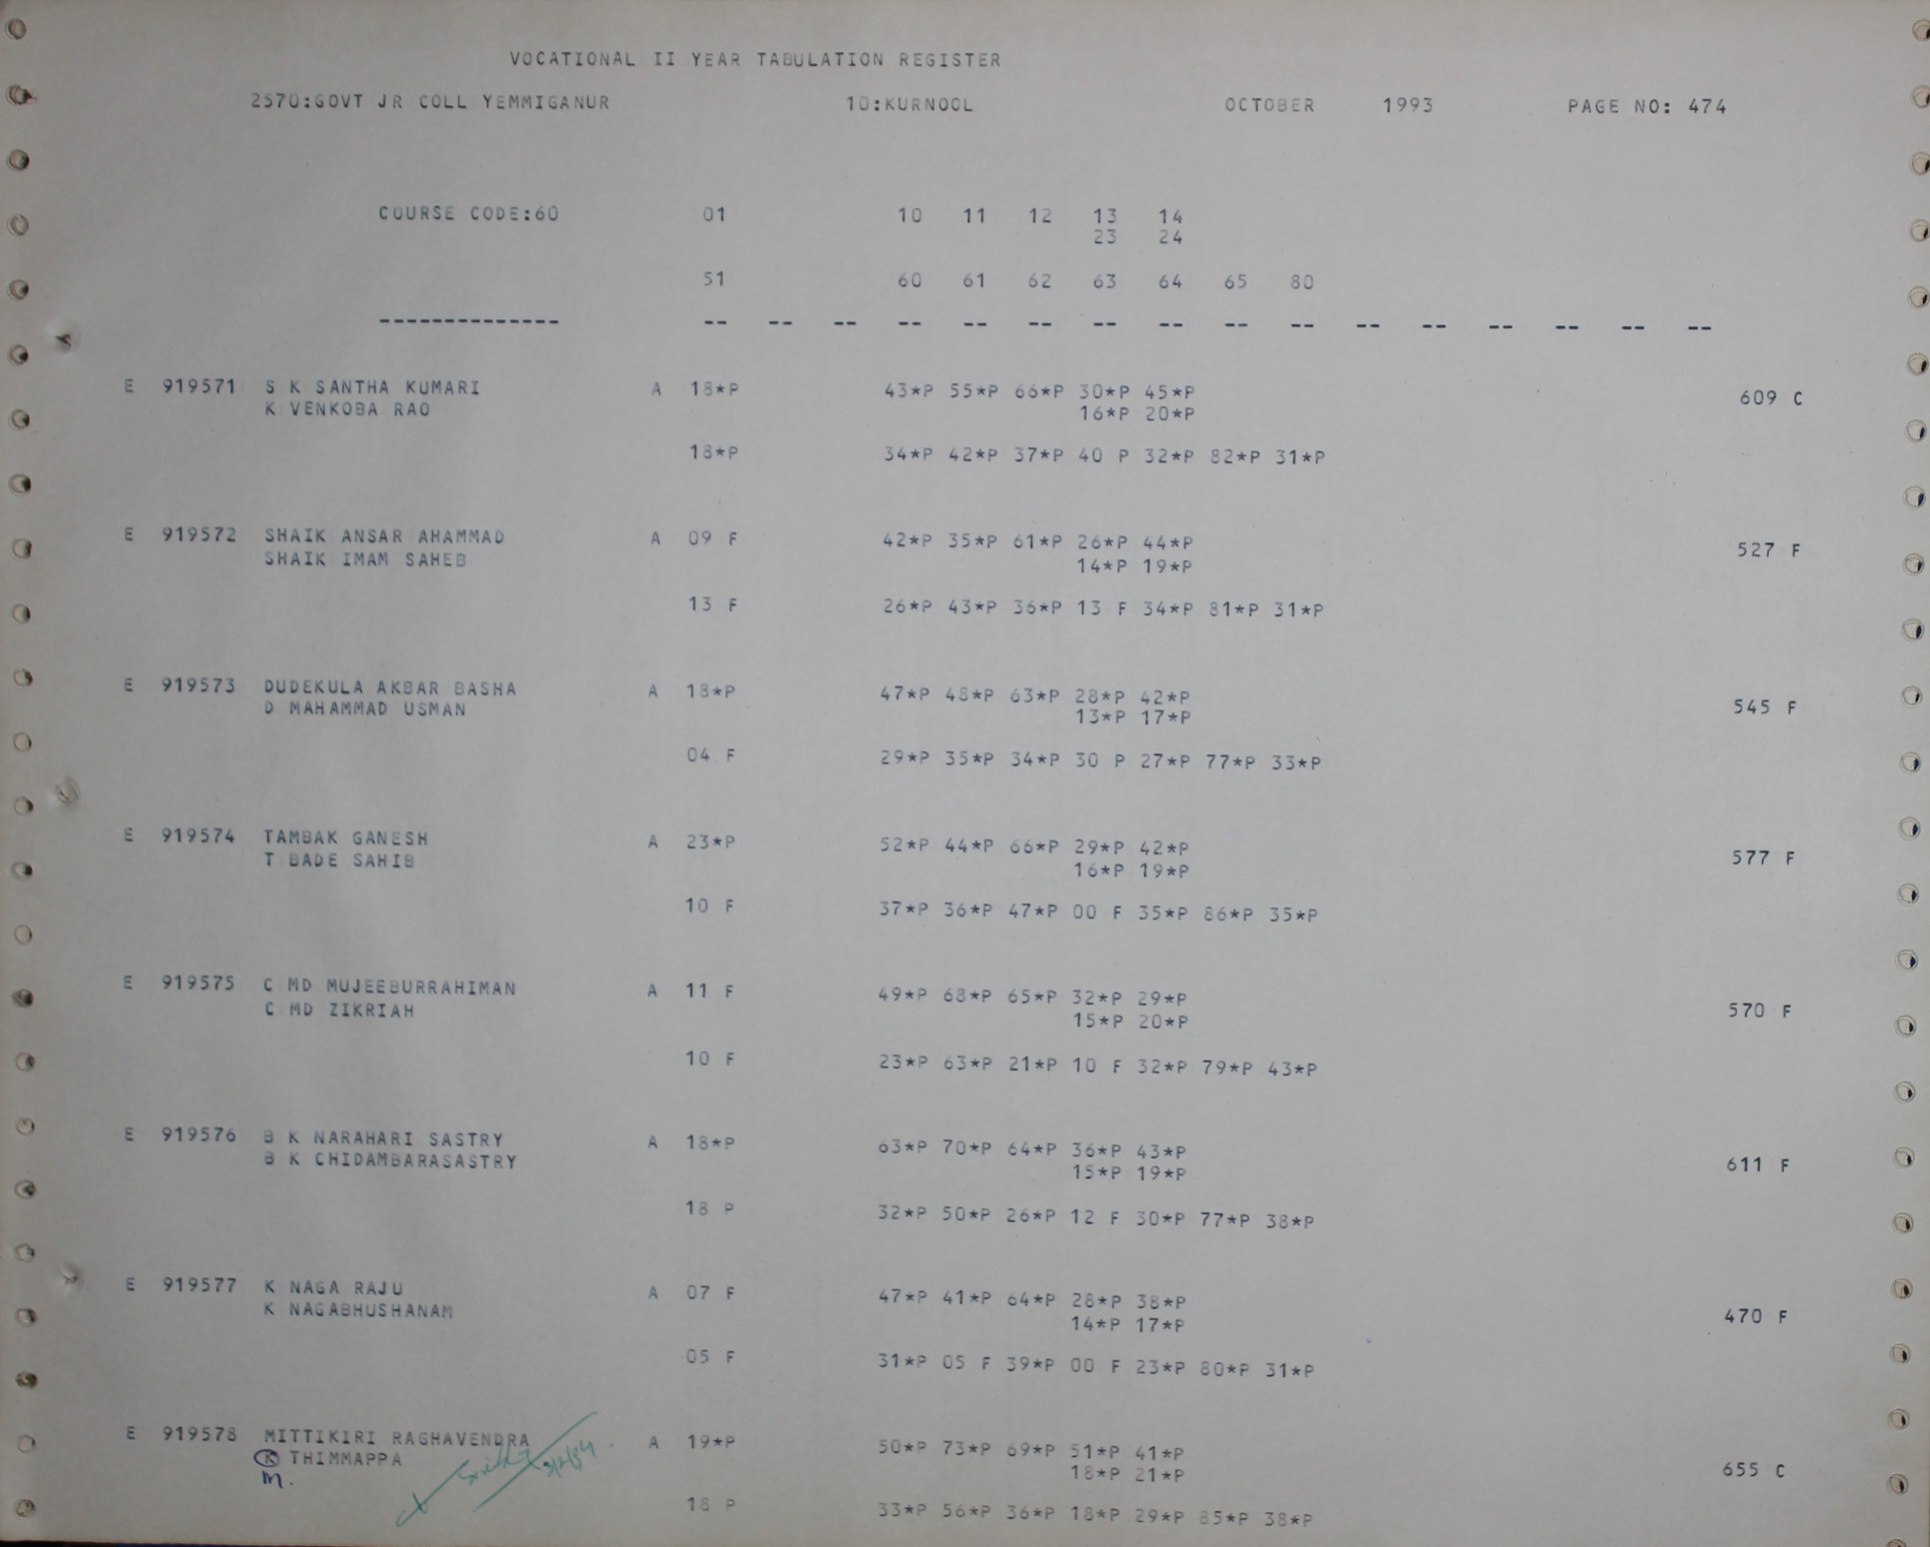 VOCATIONAL II YEAR TABULATION REGISTER
2570:GOVT JR COLL YEMMIGANUR 10:KURNOOL OCTOBER 1993 PAGE NO: 474
COURSE CODE:60 01 10 11 12 13 14
23 24
51 60 61 62 63 64 65 80
-------------- -- -- -- -- -- -- -- -- -- -- -- -- -- -- -- --
E 919571 S K SANTHA KUMARI A 18*P 43*P 55*P 66*P 30*P 45*P
K VENKOBA RAO 16*P 20*P 609 C
18*P 34*P 42*P 37*P 40 P 32*P 82*P 31*P
E 919572 SHAIK ANSAR AHAMMAD A 09 F 42*P 35*P 61*P 26*P 44*P
SHAIK IMAM SAHEB 14*P 19*P 527 F
13 F 26*P 43*P 36*P 13 F 34*P 81*P 31*P
E 919573 DUDEKULA AKBAR BASHA A 18*P 47*P 48*P 63*P 28*P 42*P
D MAHAMMAD USMAN 13*P 17*P 545 F
04 F 29*P 35*P 34*P 30 P 27*P 77*P 33*P
E 919574 TAMBAK GANESH A 23*P 52*P 44*P 66*P 29*P 42*P
T BADE SAHIB 16*P 19*P 577 F
10 F 37*P 36*P 47*P 00 F 35*P 86*P 35*P
E 919575 C MD MUJEEBURRAHIMAN A 11 F 49*P 68*P 65*P 32*P 29*P
C MD ZIKRIAH 15*P 20*P 570 F
10 F 23*P 63*P 21*P 10 F 32*P 79*P 43*P
E 919576 B K NARAHARI SASTRY A 18*P 63*P 70*P 64*P 36*P 43*P
B K CHIDAMBARASASTRY 15*P 19*P 611 F
18 P 32*P 50*P 26*P 12 F 30*P 77*P 38*P
E 919577 K NAGA RAJU A 07 F 47*P 41*P 64*P 28*P 38*P
K NAGABHUSHANAM 14*P 17*P 470 F
05 F 31*P 05 F 39*P 00 F 23*P 80*P 31*P
E 919578 MITTIKIRI RAGHAVENDRA A 19*P 50*P 73*P 69*P 51*P 41*P
K THIMMAPPA 18*P 21*P 655 C
M.
18 P 33*P 56*P 36*P 18*P 29*P 85*P 38*P